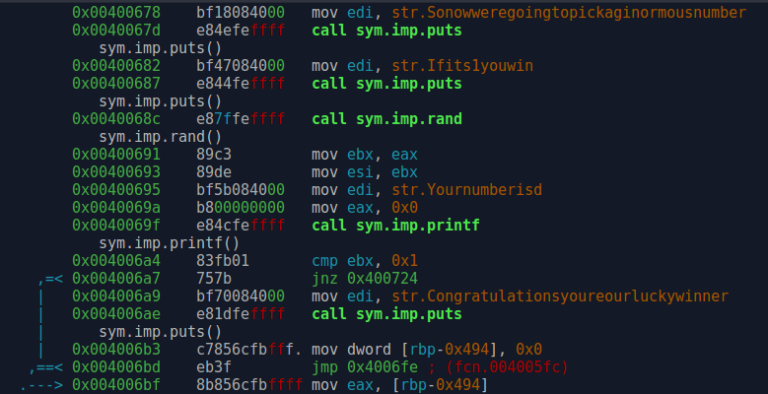 0x00400678 bf18084000 mov edi, str.Sonowweregoingtopickaginormousnumber
0x0040067d e84efeffff call sym.imp.puts
sym.imp.puts()
0x00400682 bf47084000 mov edi, str.Ifits1youwin
0x00400687 e844feffff call sym.imp.puts
sym.imp.puts()
0x0040068c e87ffeffff call sym.imp.rand
sym.imp.rand()
0x00400691 89c3 mov ebx, eax
0x00400693 89de mov esi, ebx
0x00400695 bf5b084000 mov edi, str.Yournumberisd
0x0040069a b800000000 mov eax, 0x0
0x0040069f e84cfeffff call sym.imp.printf
sym.imp.printf()
0x004006a4 83fb01 cmp ebx, 0x1
,=< 0x004006a7 757b jnz 0x400724
| 0x004006a9 bf70084000 mov edi, str.Congratulationsyoureourluckywinner
| 0x004006ae e81dfeffff call sym.imp.puts
| sym.imp.puts()
| 0x004006b3 c7856cfbfff. mov dword [rbp-0x494], 0x0
,==< 0x004006bd eb3f jmp 0x4006fe ; (fcn.004005fc)
.---> 0x004006bf 8b856cfbffff mov eax, [rbp-0x494]